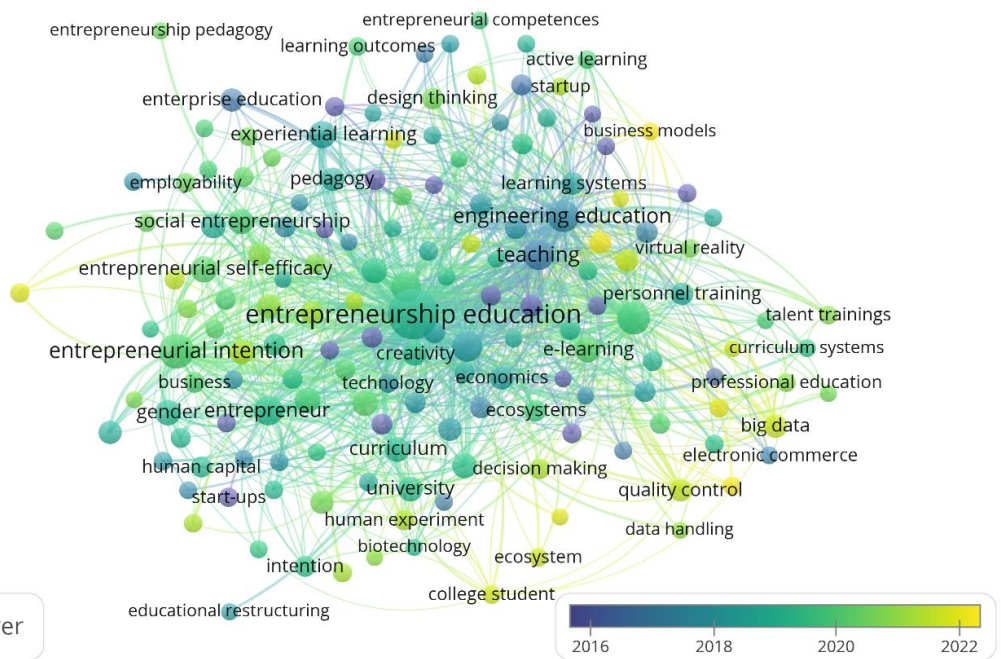 entrepreneurial competences
entrepreneurship pedagogy
learning outcomes
active learning
startup
enterprise education
design thinking
business models
experiential learning
employability
pedagogy
learning systems
social entrepreneurship
engineering education
virtual reality
teaching
entrepreneurial self-efficacy
personnel training
entrepreneurship education
talent trainings
entrepreneurial intention
creativity
e-learning
curriculum systems
business
technology
economics
professional education
gender
entrepreneur
ecosystems
big data
curriculum
electronic commerce
human capital
decision making
start-ups
university
quality control
human experiment
data handling
biotechnology
ecosystem
intention
college student
educational restructuring
er
2016
2018
2020
2022